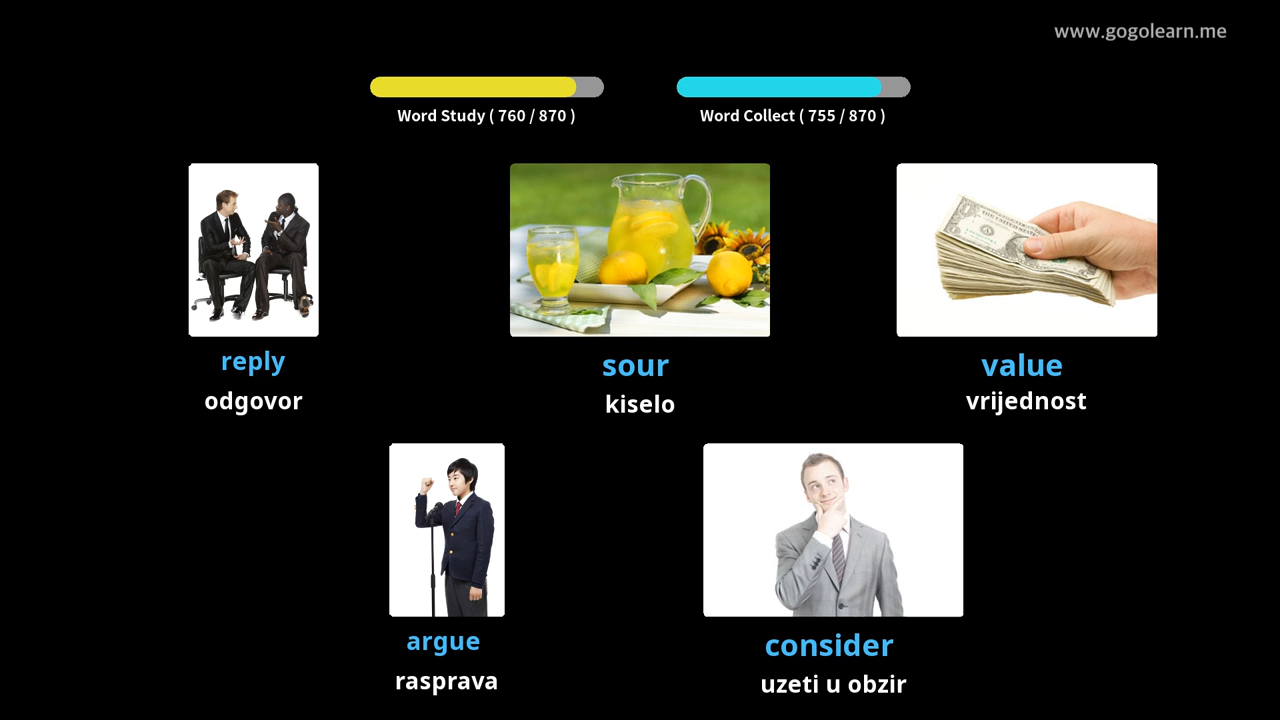 www.gogolearn.me
Word Study ( 760 / 870 )
Word Collect ( 755 / 870 )
reply
odgovor
sour
kiselo
value
vrijednost
argue
rasprava
consider
uzeti u obzir